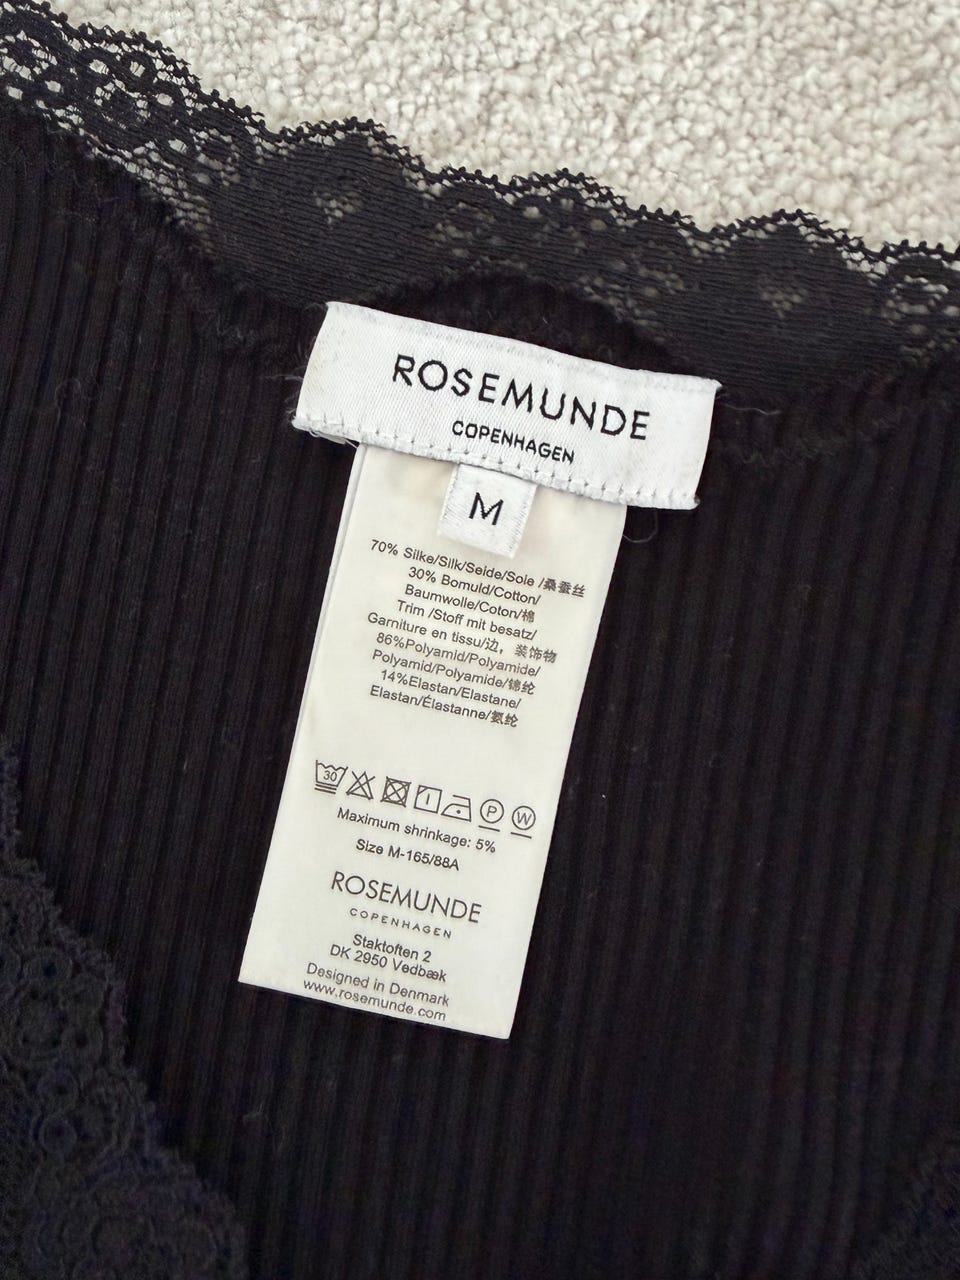 ROSEMUNDE
COPENHAGEN
M
70% Silke/Silk/Seide/Soie /桑蚕丝
30% Bomuld/Cotton/
Baumwolle/Coton/棉
Trim /Stoff mit besatz/
Garniture en tissu/边，装饰物
86%Polyamid/Polyamide/
Polyamid/Polyamide/锦纶
14%Elastan/Elastane/
Elastan/Élastanne/氨纶
30 P W
Maximum shrinkage: 5%
Size M-165/88A
ROSEMUNDE
COPENHAGEN
Staktoften 2
DK 2950 Vedbæk
Designed in Denmark
www.rosemunde.com